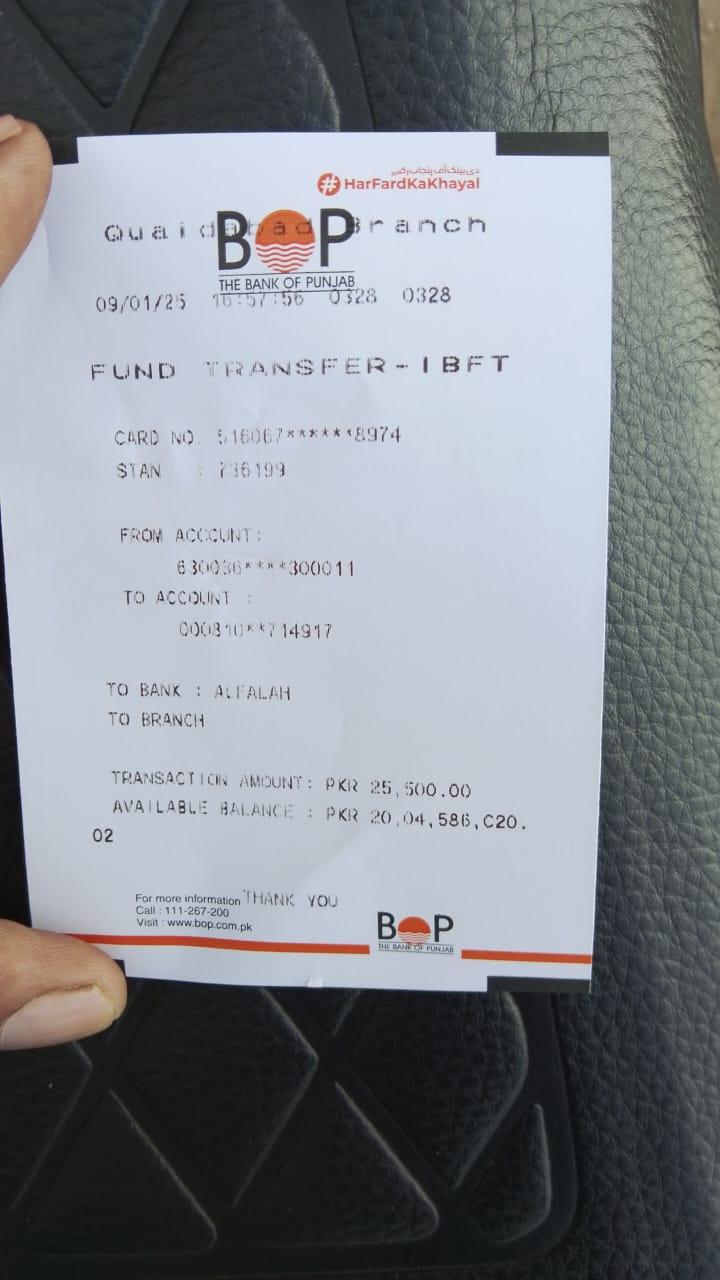 دی بینک آف پنجاب رکھے
#HarFardKaKhayal
Quaidabad Branch
BOP
THE BANK OF PUNJAB
09/01/25 16:57:56 0328 0328
FUND TRANSFER-IBFT
CARD NO. 516067******8974
STAN : 736199
FROM ACCOUNT:
630036****300011
TO ACCOUNT :
000810**714917
TO BANK : ALFALAH
TO BRANCH
TRANSACTION AMOUNT: PKR 25,500.00
AVAILABLE BALANCE : PKR 20,04,586,C20.
02
For more information THANK YOU
Call : 111-267-200
Visit : www.bop.com.pk
BOP
THE BANK OF PUNJAB